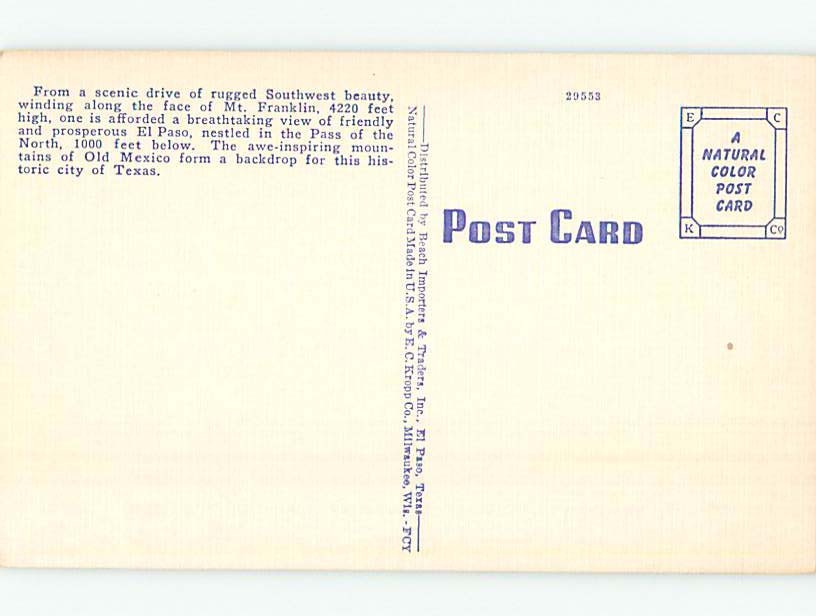 From a scenic drive of rugged Southwest beauty,
winding along the face of Mt. Franklin, 4220 feet
high, one is afforded a breathtaking view of friendly
and prosperous El Paso, nestled in the Pass of the
North, 1000 feet below. The awe-inspiring moun-
tains of Old Mexico form a backdrop for this his-
toric city of Texas.
Distributed by Beach Importers & Traders, Inc., El Paso, Texas
Natural Color Post Card Made in U.S.A. by E. C. Kropp Co., Milwaukee, Wis. - FCY
29553
POST CARD
E C
A
NATURAL
COLOR
POST
CARD
K Co